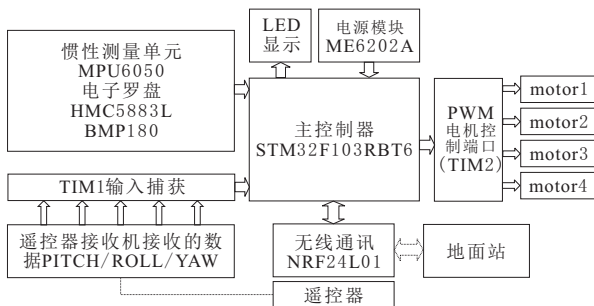 惯性测量单元
MPU6050
电子罗盘
HMC5883L
BMP180
LED
显示
电源模块
ME6202A
主控制器
STM32F103RBT6
PWM
电机控
制端口
(TIM2)
motor1
motor2
motor3
motor4
TIM1输入捕获
遥控器接收机接收的数
据PITCH/ROLL/YAW
无线通讯
NRF24L01
地面站
遥控器